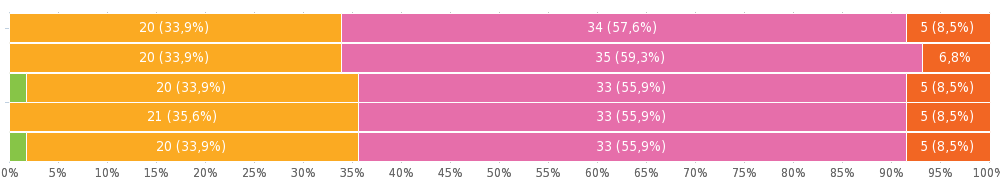 20 (33,9%) 34 (57,6%) 5 (8,5%)
20 (33,9%) 35 (59,3%) 6,8%
20 (33,9%) 33 (55,9%) 5 (8,5%)
21 (35,6%) 33 (55,9%) 5 (8,5%)
20 (33,9%) 33 (55,9%) 5 (8,5%)
0% 5% 10% 15% 20% 25% 30% 35% 40% 45% 50% 55% 60% 65% 70% 75% 80% 85% 90% 95% 100%